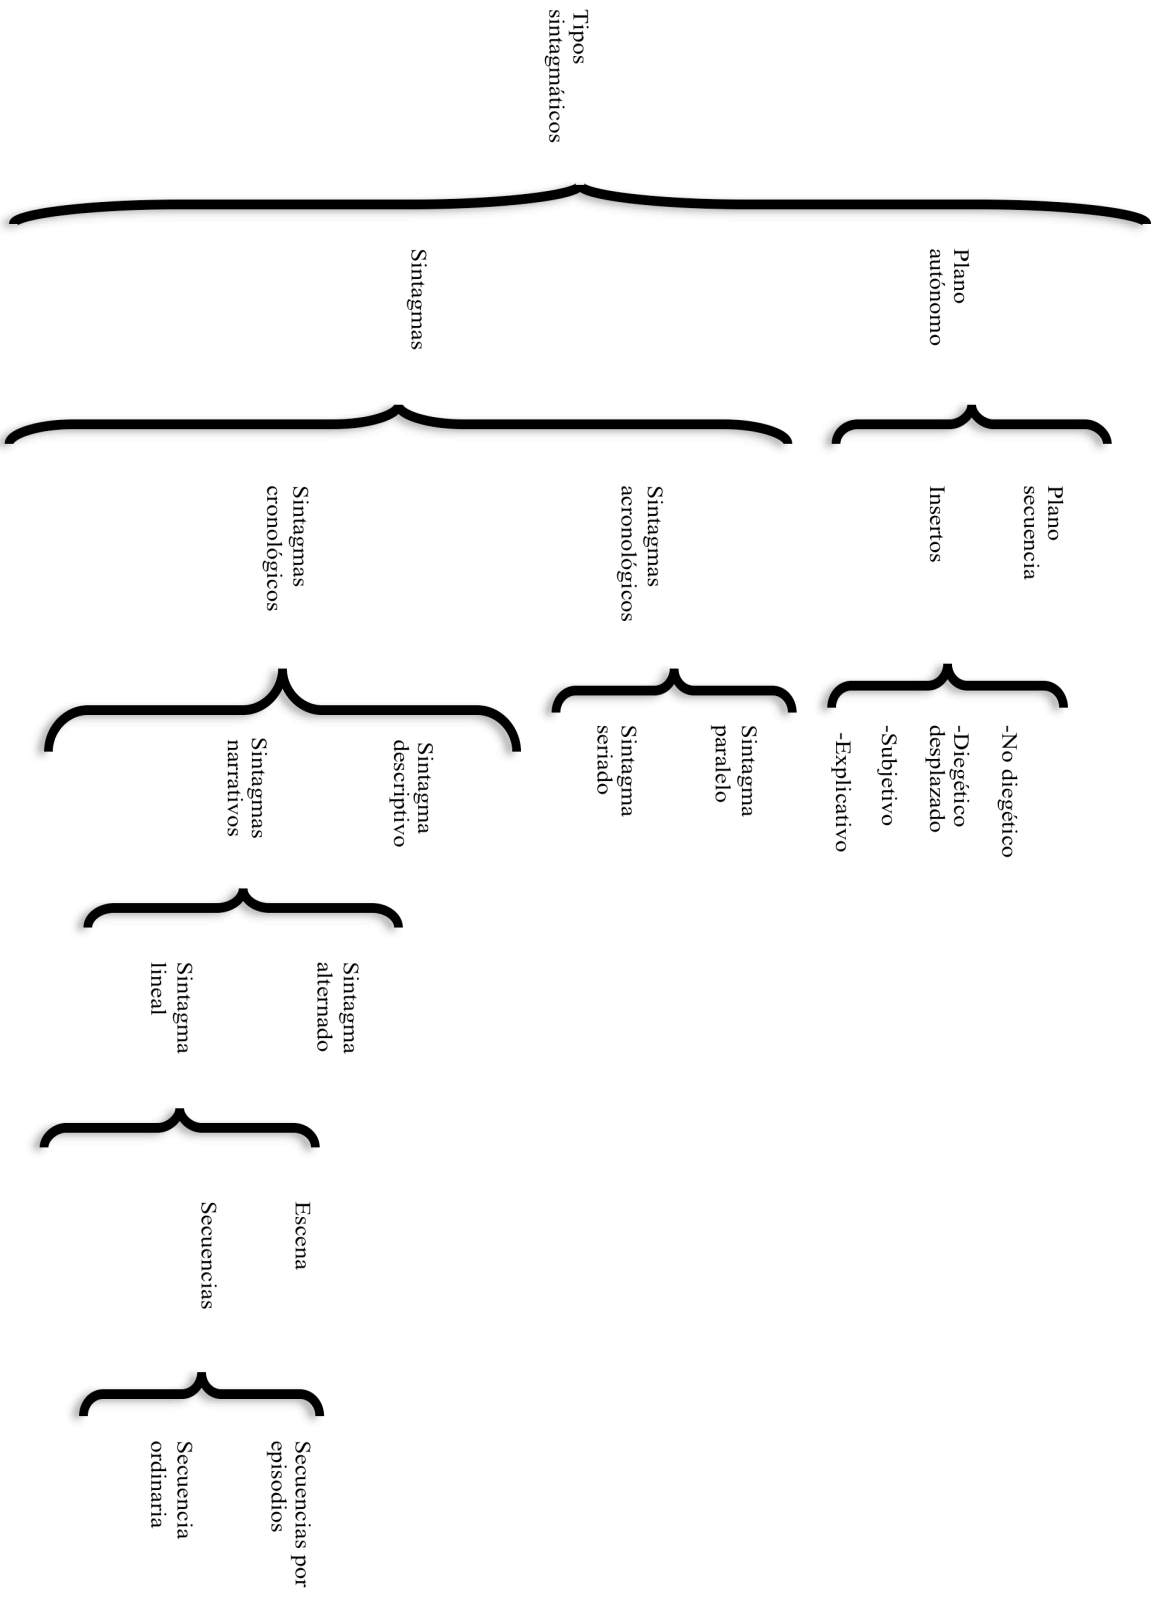 Tipos
sintagmáticos
Plano
autónomo
Sintagmas
Plano
secuencia
Insertos
Sintagmas
acronológicos
Sintagmas
cronológicos
-No diegético
-Diegético
desplazado
-Subjetivo
-Explicativo
Sintagma
paralelo
Sintagma
seriado
Sintagma
descriptivo
Sintagmas
narrativos
Sintagma
alternado
Sintagma
lineal
Escena
Secuencias
Secuencias por
episodios
Secuencia
ordinaria